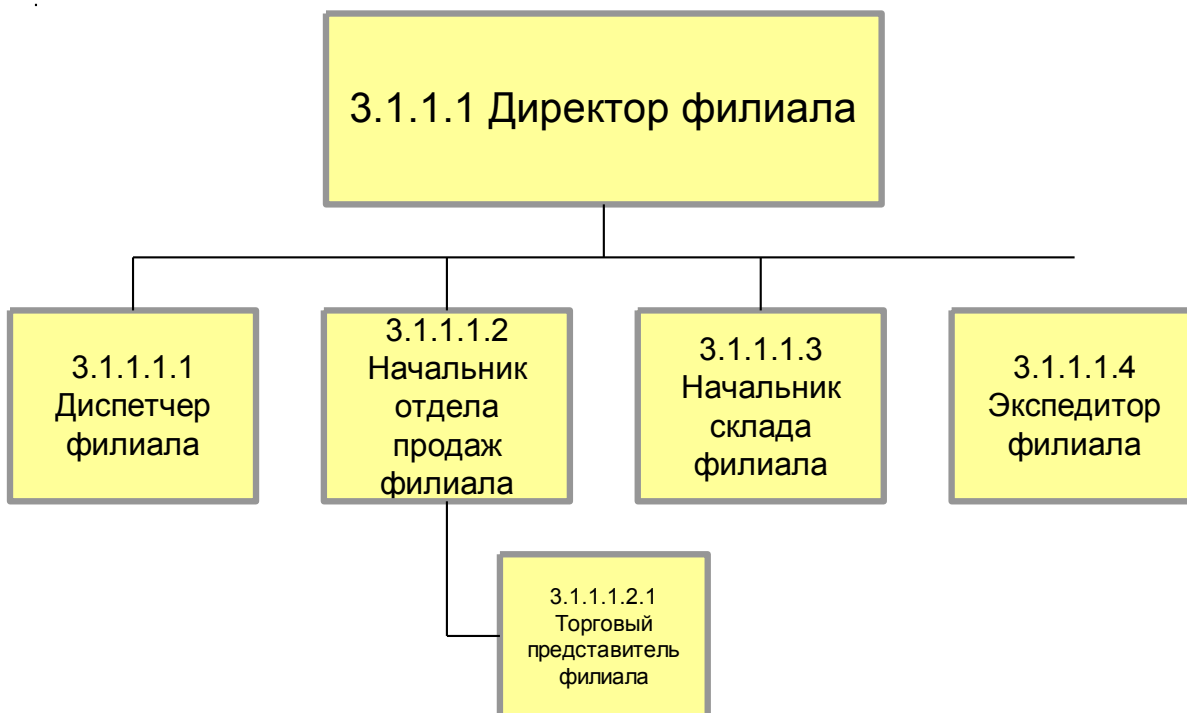 3.1.1.1 Директор филиала
3.1.1.1.1
Диспетчер
филиала
3.1.1.1.2
Начальник
отдела
продаж
филиала
3.1.1.1.3
Начальник
склада
филиала
3.1.1.1.4
Экспедитор
филиала
3.1.1.1.2.1
Торговый
представитель
филиала